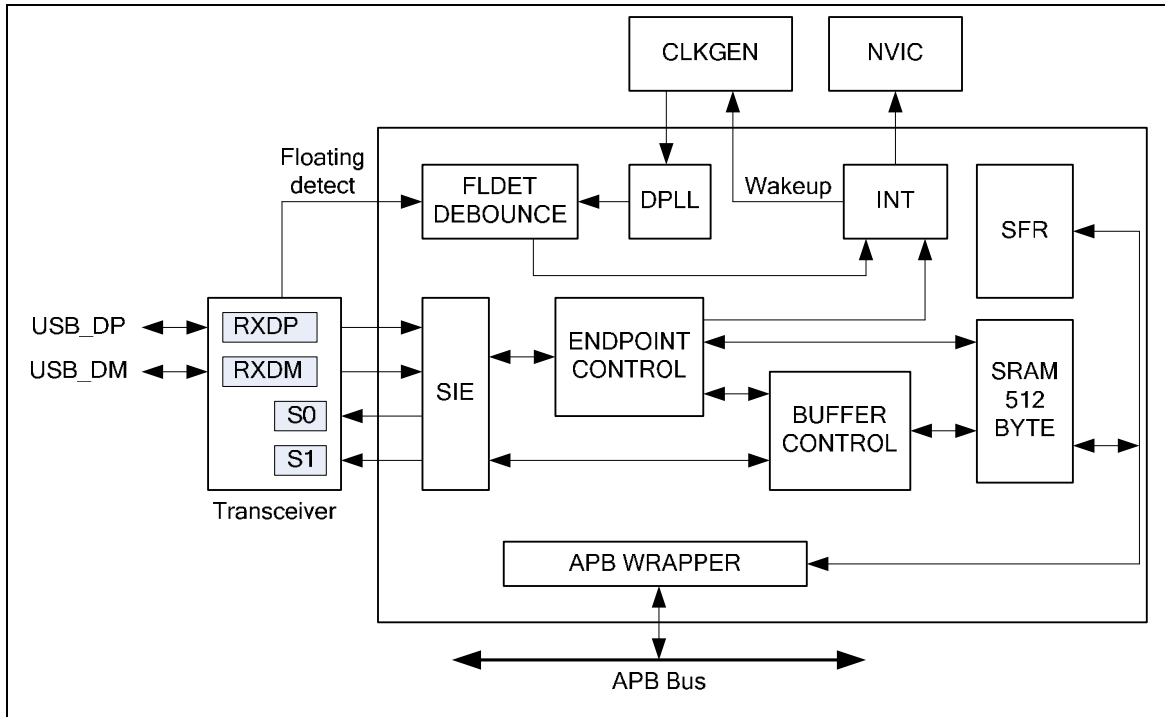 CLKGEN
NVIC
Floating
detect
FLDET
DEBOUNCE
DPLL
Wakeup
INT
SFR
USB_DP
RXDP
USB_DM
RXDM
S0
S1
Transceiver
SIE
ENDPOINT
CONTROL
BUFFER
CONTROL
SRAM
512
BYTE
APB WRAPPER
APB Bus